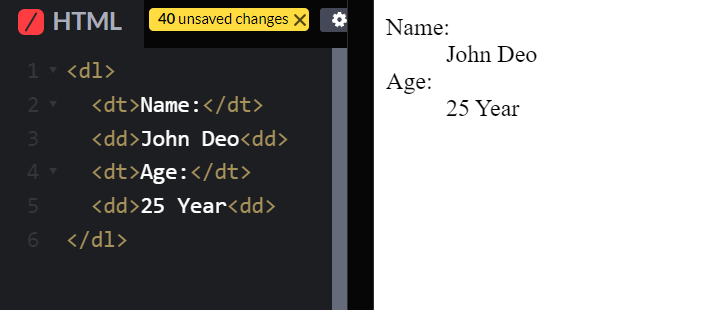 / HTML
40 unsaved changes ×
1 <dl>
2 <dt>Name:</dt>
3 <dd>John Deo<dd>
4 <dt>Age:</dt>
5 <dd>25 Year<dd>
6 </dl>
Name:
John Deo
Age:
25 Year